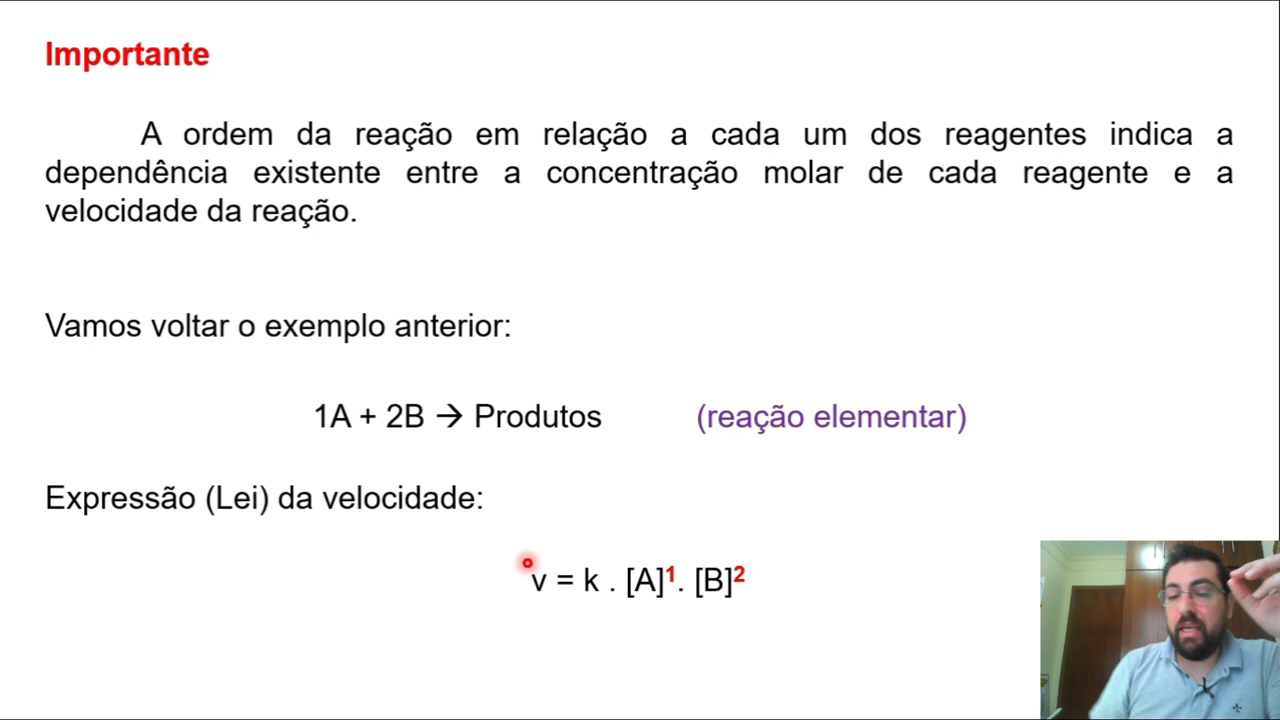 Importante
A ordem da reação em relação a cada um dos reagentes indica a
dependência existente entre a concentração molar de cada reagente e a
velocidade da reação.
Vamos voltar o exemplo anterior:
1A + 2B → Produtos (reação elementar)
Expressão (Lei) da velocidade:
v = k . [A]¹. [B]²